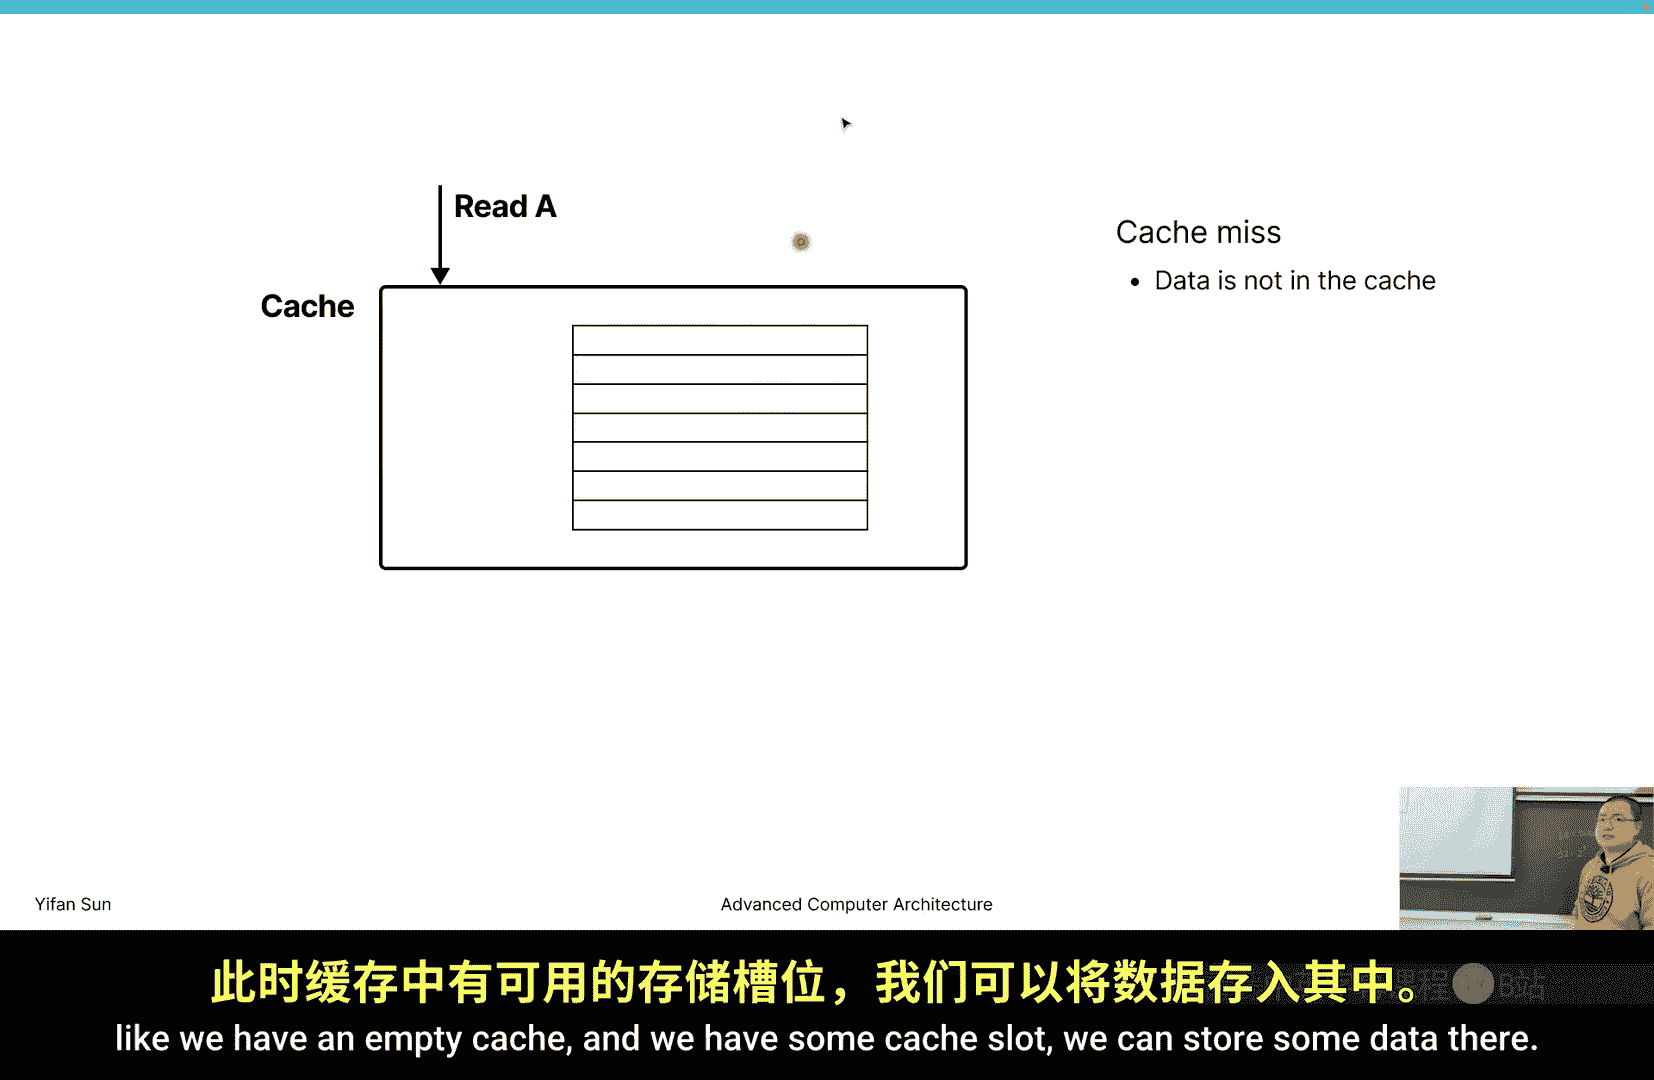 Read A
Cache
Cache miss
• Data is not in the cache
Yifan Sun
Advanced Computer Architecture
此时缓存中有可用的存储槽位，我们可以将数据存入其中。
程 B站
like we have an empty cache, and we have some cache slot, we can store some data there.